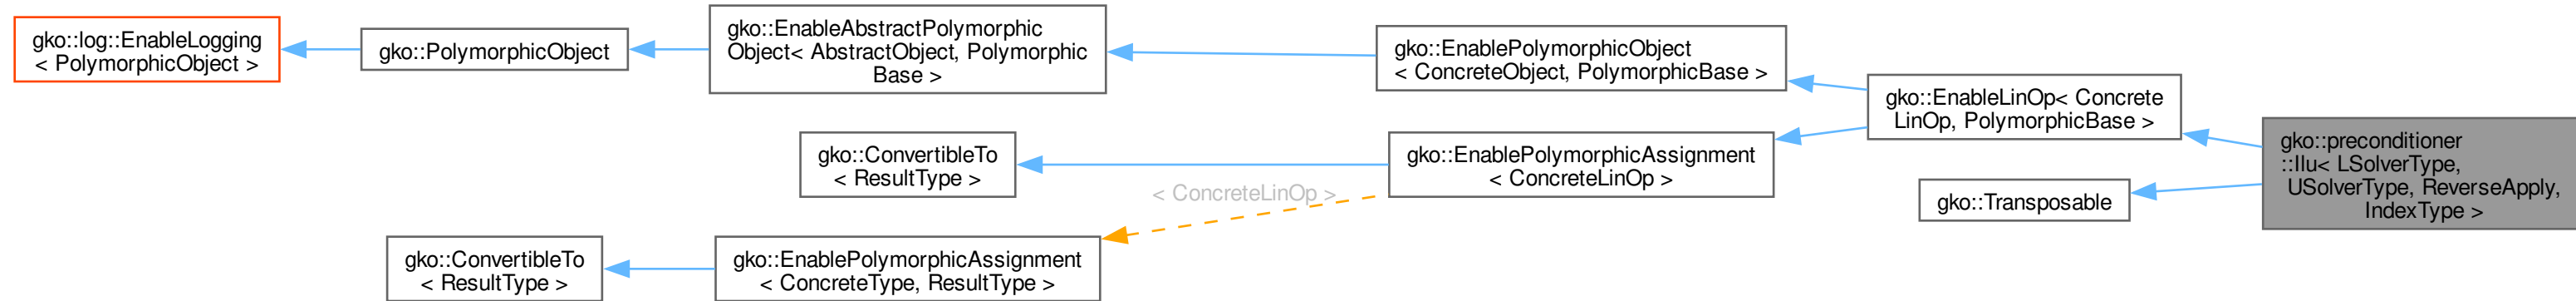 gko::log::EnableLogging
< PolymorphicObject >
gko::PolymorphicObject
gko::EnableAbstractPolymorphic
Object< AbstractObject, Polymorphic
Base >
gko::EnablePolymorphicObject
< ConcreteObject, PolymorphicBase >
gko::EnableLinOp< Concrete
LinOp, PolymorphicBase >
gko::preconditioner
::Ilu< LSolverType,
USolverType, ReverseApply,
IndexType >
gko::ConvertibleTo
< ResultType >
gko::EnablePolymorphicAssignment
< ConcreteLinOp >
< ConcreteLinOp >
gko::Transposable
gko::ConvertibleTo
< ResultType >
gko::EnablePolymorphicAssignment
< ConcreteType, ResultType >